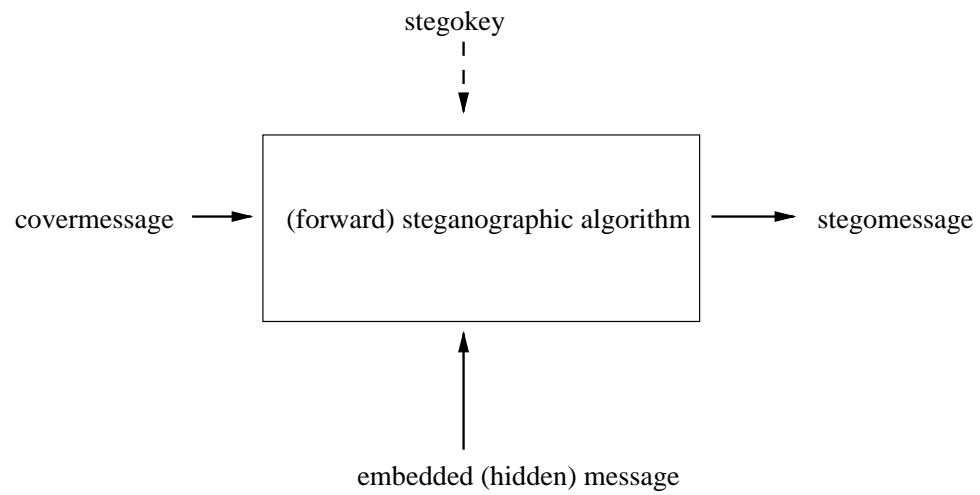 stegokey
covermessage
(forward) steganographic algorithm
stegomessage
embedded (hidden) message